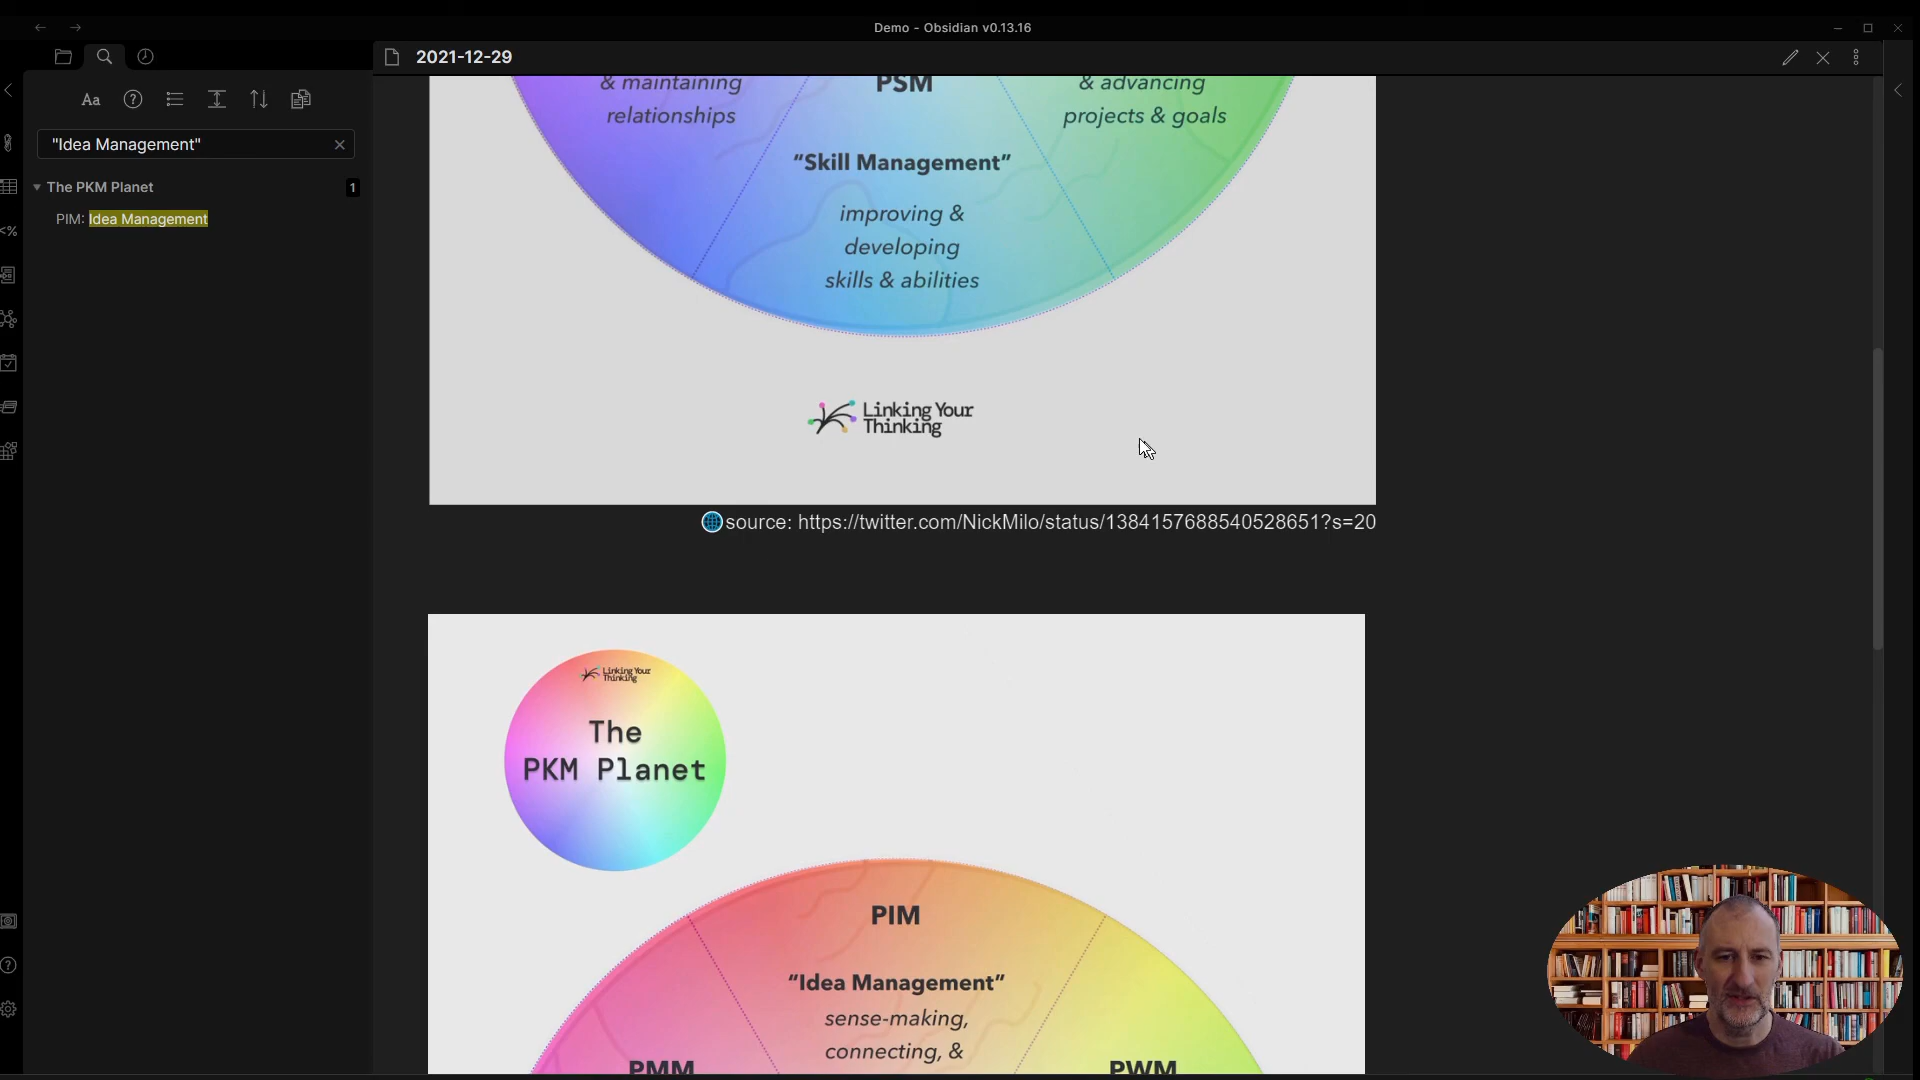 Demo - Obsidian v0.13.16
2021-12-29
Aa
"Idea Management"
The PKM Planet
1
PIM: Idea Management
& maintaining
relationships
PSM
& advancing
projects & goals
“Skill Management”
improving &
developing
skills & abilities
Linking Your
Thinking
source: https://twitter.com/NickMilo/status/1384157688540528651?s=20
Linking Your
Thinking
The
PKM Planet
PIM
“Idea Management”
sense-making,
connecting, &
PMM
PWM